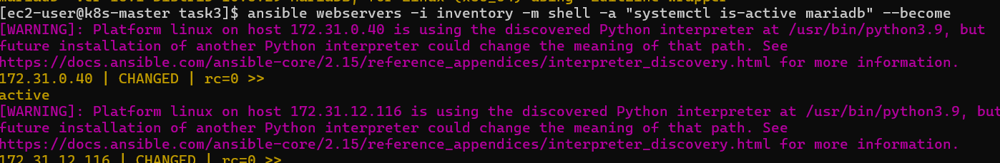 [ec2-user@k8s-master task3]$ ansible webservers -i inventory -m shell -a "systemctl is-active mariadb" --become
[WARNING]: Platform linux on host 172.31.0.40 is using the discovered Python interpreter at /usr/bin/python3.9, but
future installation of another Python interpreter could change the meaning of that path. See
https://docs.ansible.com/ansible-core/2.15/reference_appendices/interpreter_discovery.html for more information.
172.31.0.40 | CHANGED | rc=0 >>
active
[WARNING]: Platform linux on host 172.31.12.116 is using the discovered Python interpreter at /usr/bin/python3.9, but
future installation of another Python interpreter could change the meaning of that path. See
https://docs.ansible.com/ansible-core/2.15/reference_appendices/interpreter_discovery.html for more information.
172.31.12.116 | CHANGED | rc=0 >>